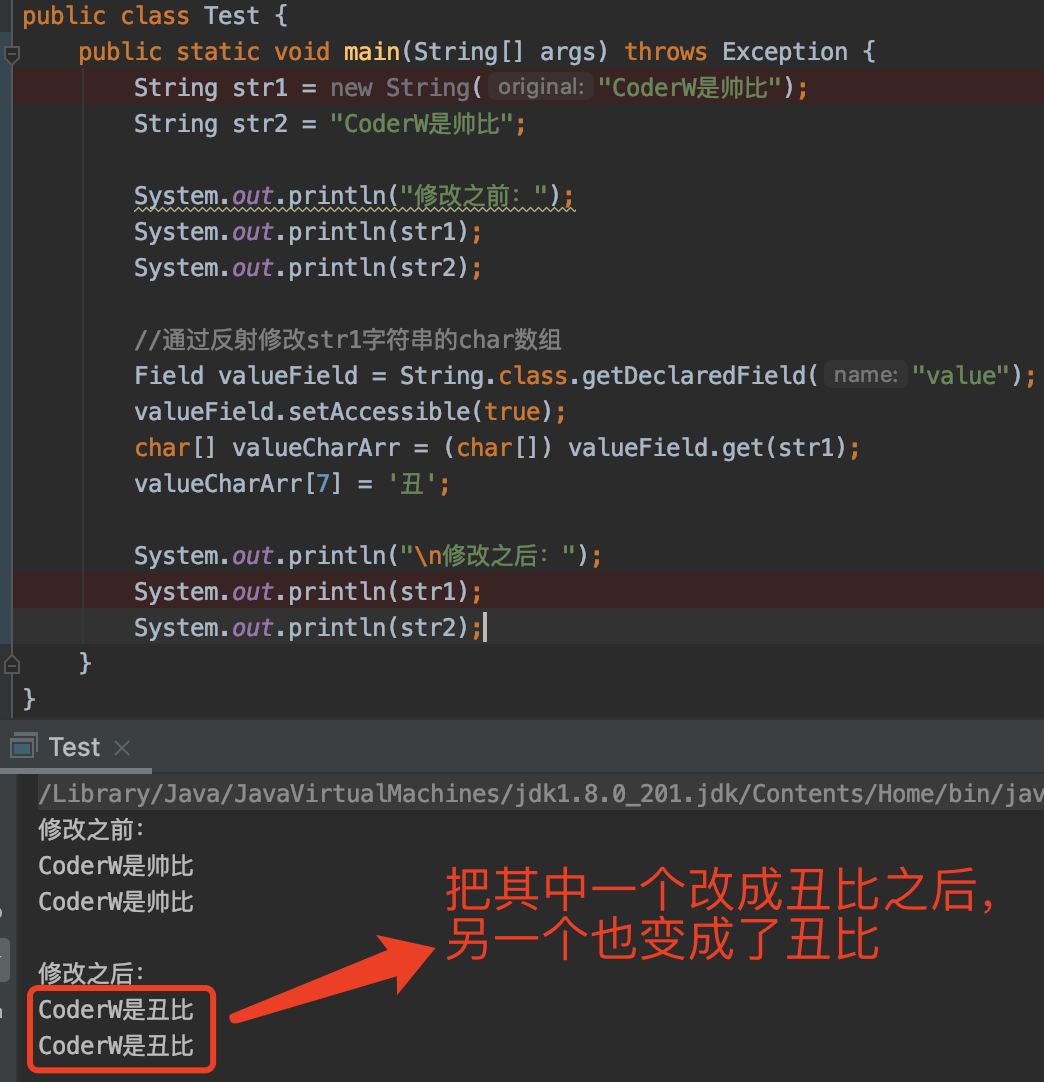 public class Test {
    public static void main(String[] args) throws Exception {
        String str1 = new String( original: "CoderW是帅比");
        String str2 = "CoderW是帅比";
        System.out.println("修改之前：");
        System.out.println(str1);
        System.out.println(str2);
        //通过反射修改str1字符串的char数组
        Field valueField = String.class.getDeclaredField( name: "value");
        valueField.setAccessible(true);
        char[] valueCharArr = (char[]) valueField.get(str1);
        valueCharArr[7] = '丑';
        System.out.println("\n修改之后：");
        System.out.println(str1);
        System.out.println(str2);
    }
}
Test
/Library/Java/JavaVirtualMachines/jdk1.8.0_201.jdk/Contents/Home/bin/jav
修改之前：
CoderW是帅比
CoderW是帅比
把其中一个改成丑比之后，
另一个也变成了丑比
修改之后：
CoderW是丑比
CoderW是丑比